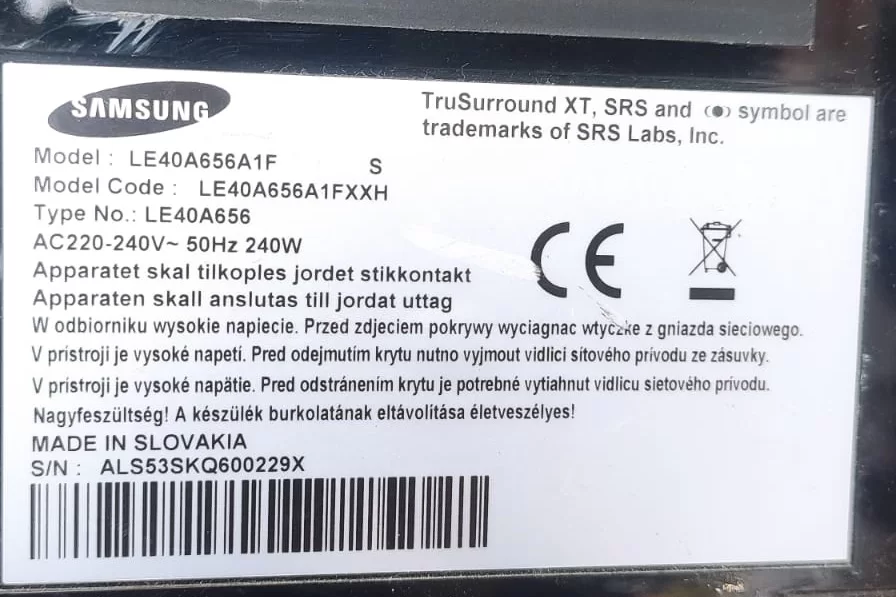 SAMSUNG
TruSurround XT, SRS and (●) symbol are
trademarks of SRS Labs, Inc.
Model : LE40A656A1F S
Model Code : LE40A656A1FXXH
Type No.: LE40A656
AC220-240V~ 50Hz 240W
Apparatet skal tilkoples jordet stikkontakt
Apparaten skall anslutas till jordat uttag
W odbiorniku wysokie napiecie. Przed zdjeciem pokrywy wyciagnac wtyczke z gniazda sieciowego.
V prístroji je vysoké napetí. Pred odejmutím krytu nutno vyjmout vidlici sítového prívodu ze zásuvky.
V prístroji je vysoké napätie. Pred odstránením krytu je potrebné vytiahnut vidlicu sietového prívodu.
Nagyfeszültség! A készülék burkolatának eltávolítása életveszélyes!
MADE IN SLOVAKIA
S/N : ALS53SKQ600229X
CE